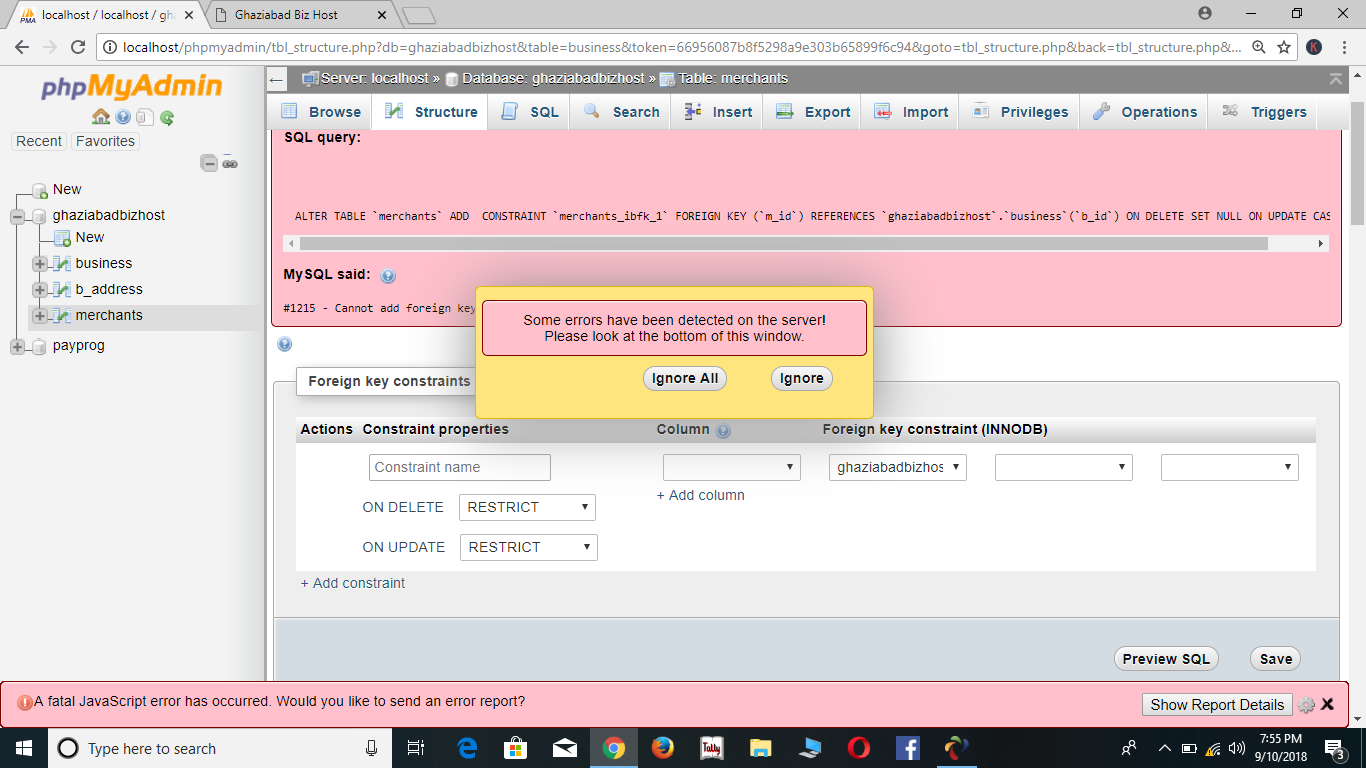 localhost / localhost / gh
Ghaziabad Biz Host
localhost/phpmyadmin/tbl_structure.php?db=ghaziabadbizhost&table=business&token=66956087b8f5298a9e303b65899f6c94&goto=tbl_structure.php&back=tbl_structure.php&...
K
phpMyAdmin
Recent Favorites
New
ghaziabadbizhost
New
business
b_address
merchants
payprog
Server: localhost » Database: ghaziabadbizhost » Table: merchants
Browse Structure SQL Search Insert Export Import Privileges Operations Triggers
SQL query:
ALTER TABLE `merchants` ADD CONSTRAINT `merchants_ibfk_1` FOREIGN KEY (`m_id`) REFERENCES `ghaziabadbizhost`.`business`(`b_id`) ON DELETE SET NULL ON UPDATE CAS
MySQL said:
#1215 - Cannot add foreign key
Some errors have been detected on the server!
Please look at the bottom of this window.
Ignore All Ignore
Foreign key constraints
Actions Constraint properties Column Foreign key constraint (INNODB)
Constraint name ghaziabadbizhos
+ Add column
ON DELETE RESTRICT
ON UPDATE RESTRICT
+ Add constraint
Preview SQL Save
A fatal JavaScript error has occurred. Would you like to send an error report?
Show Report Details
Type here to search
Tally
7:55 PM
9/10/2018
3